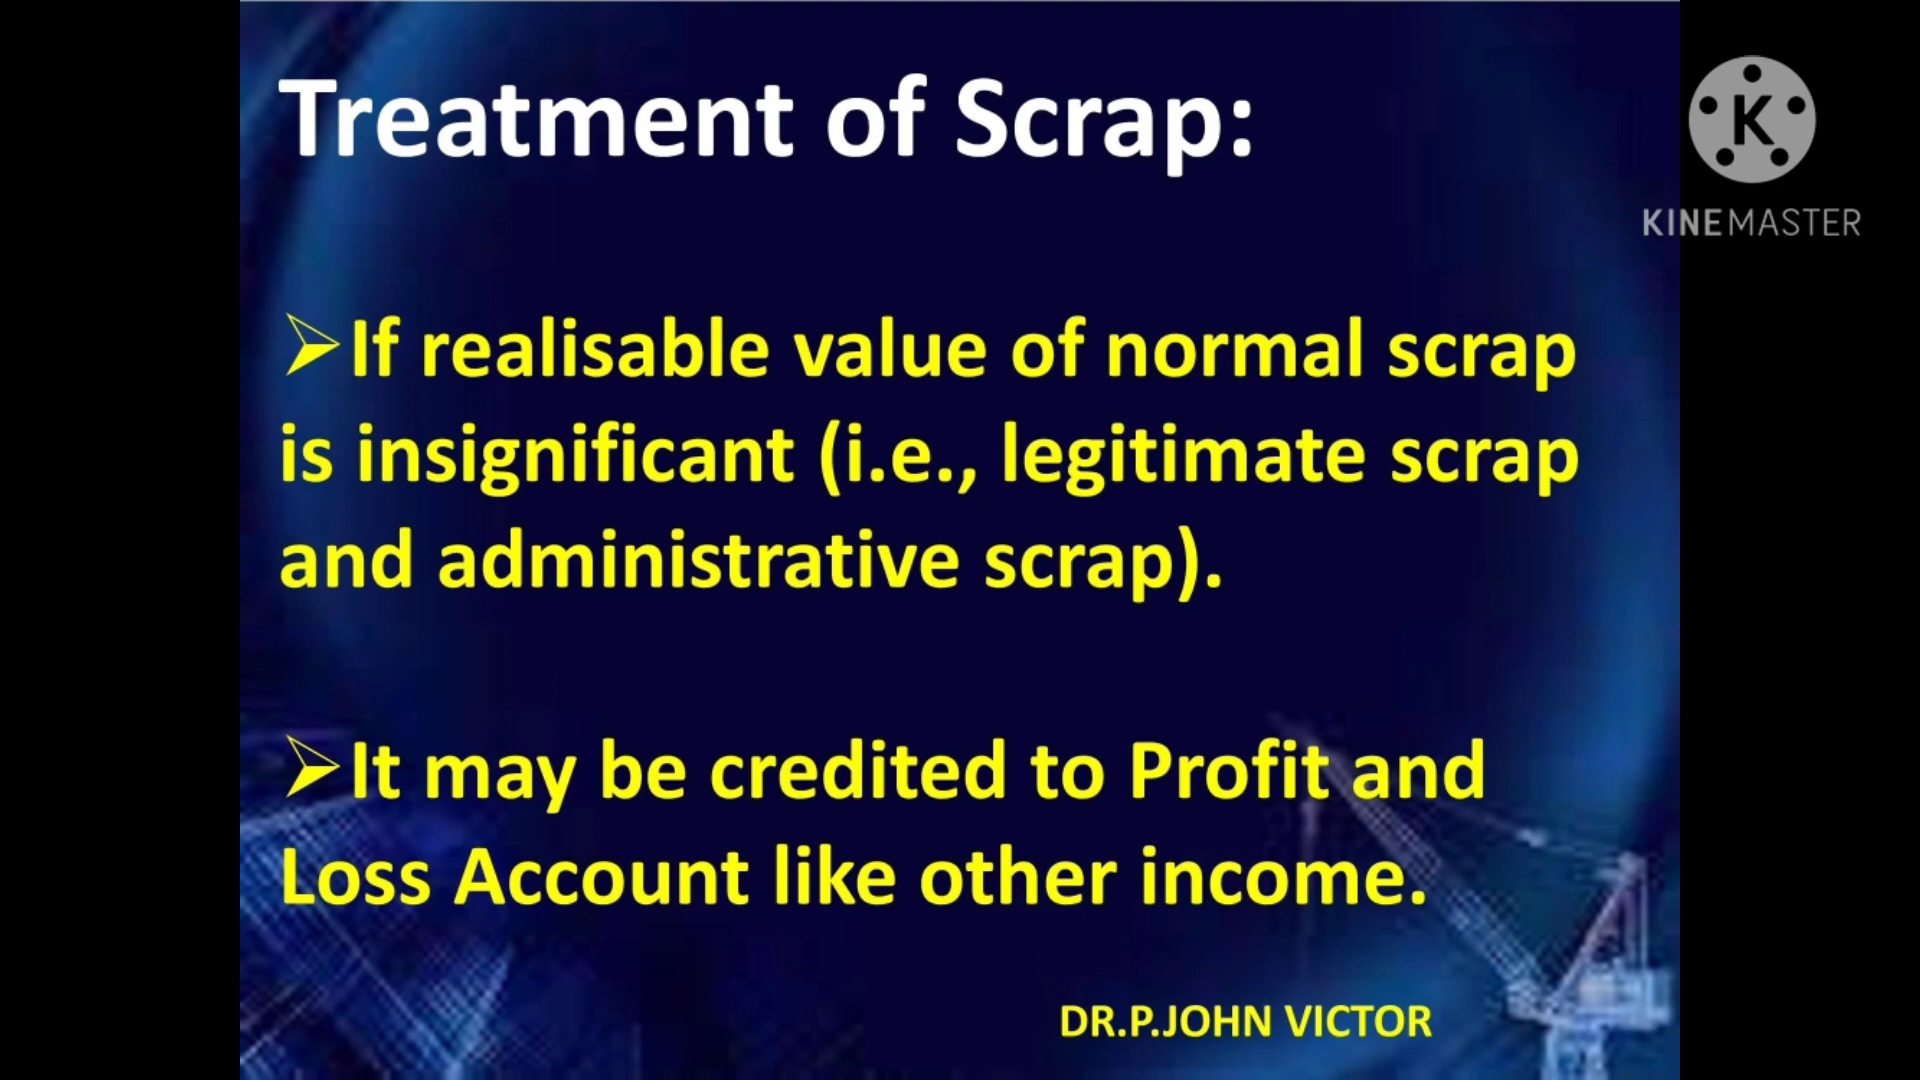 Treatment of Scrap:
➢If realisable value of normal scrap
is insignificant (i.e., legitimate scrap
and administrative scrap).
➢It may be credited to Profit and
Loss Account like other income.
DR.P.JOHN VICTOR
K
KINEMASTER